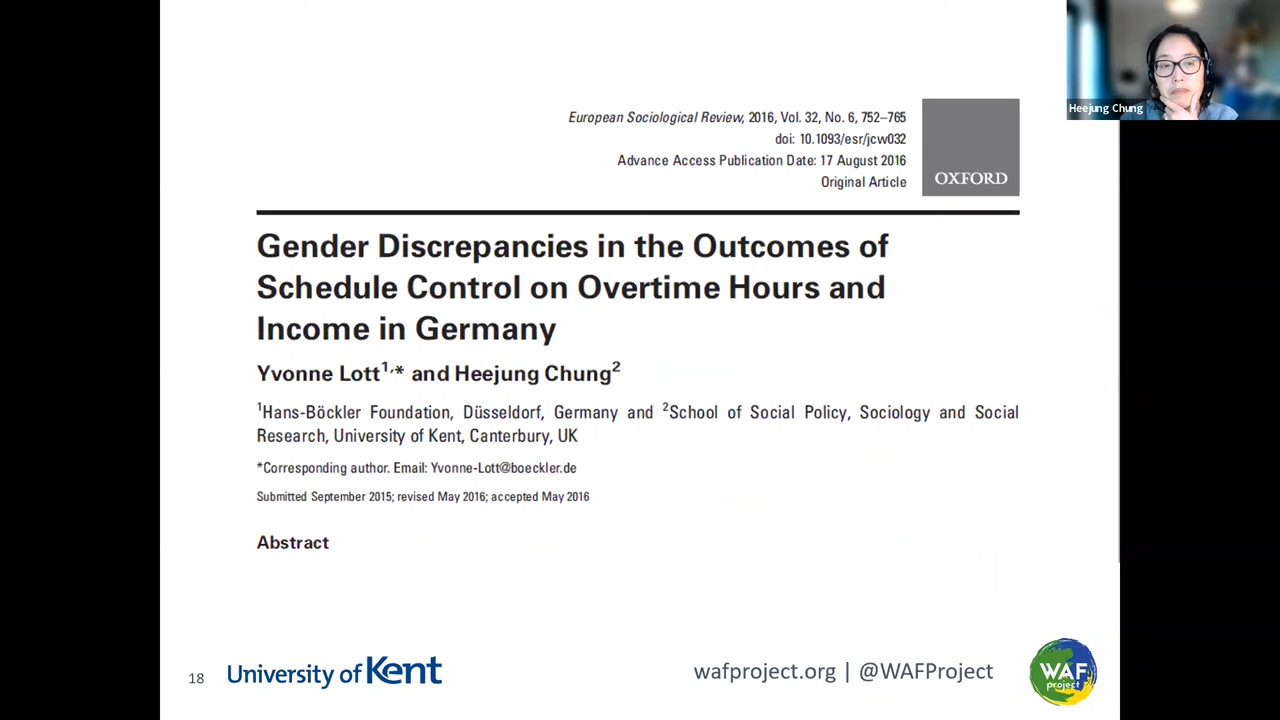 Heejung Chung
European Sociological Review, 2016, Vol. 32, No. 6, 752–765
doi: 10.1093/esr/jcw032
Advance Access Publication Date: 17 August 2016
Original Article
OXFORD
Gender Discrepancies in the Outcomes of
Schedule Control on Overtime Hours and
Income in Germany
Yvonne Lott1,* and Heejung Chung2
1Hans-Böckler Foundation, Düsseldorf, Germany and 2School of Social Policy, Sociology and Social
Research, University of Kent, Canterbury, UK
*Corresponding author. Email: Yvonne-Lott@boeckler.de
Submitted September 2015; revised May 2016; accepted May 2016
Abstract
18
University of Kent
wafproject.org | @WAFProject
WAF
project